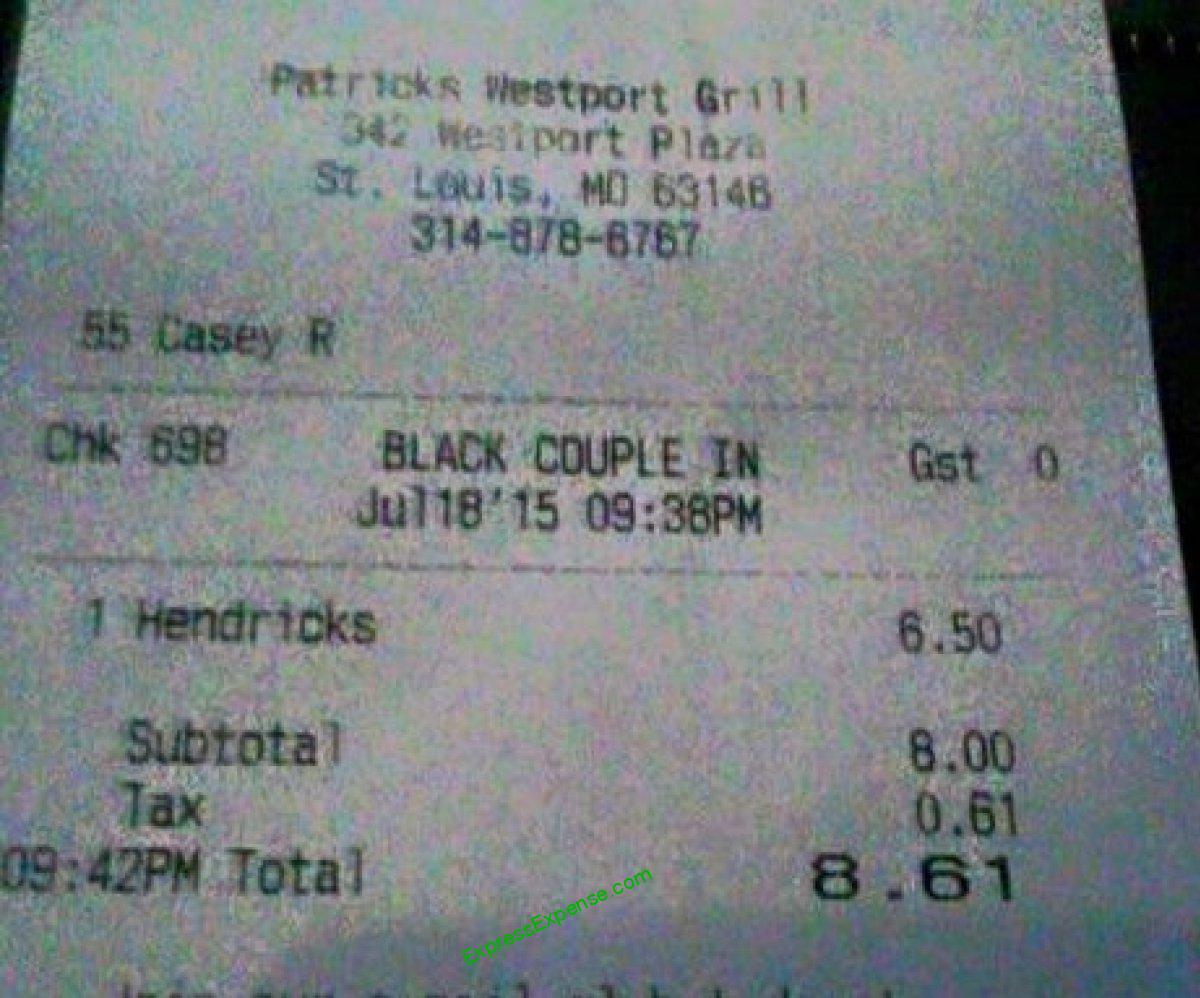 Patricks Westport Grill
342 Westport Plaza
St. Louis, MO 63146
314-878-6767
55 Casey R
Chk 698 BLACK COUPLE IN Gst 0
Jul18'15 09:38PM
1 Hendricks 6.50
Subtotal 8.00
Tax 0.61
09:42PM Total 8.61
ExpressExpense.com